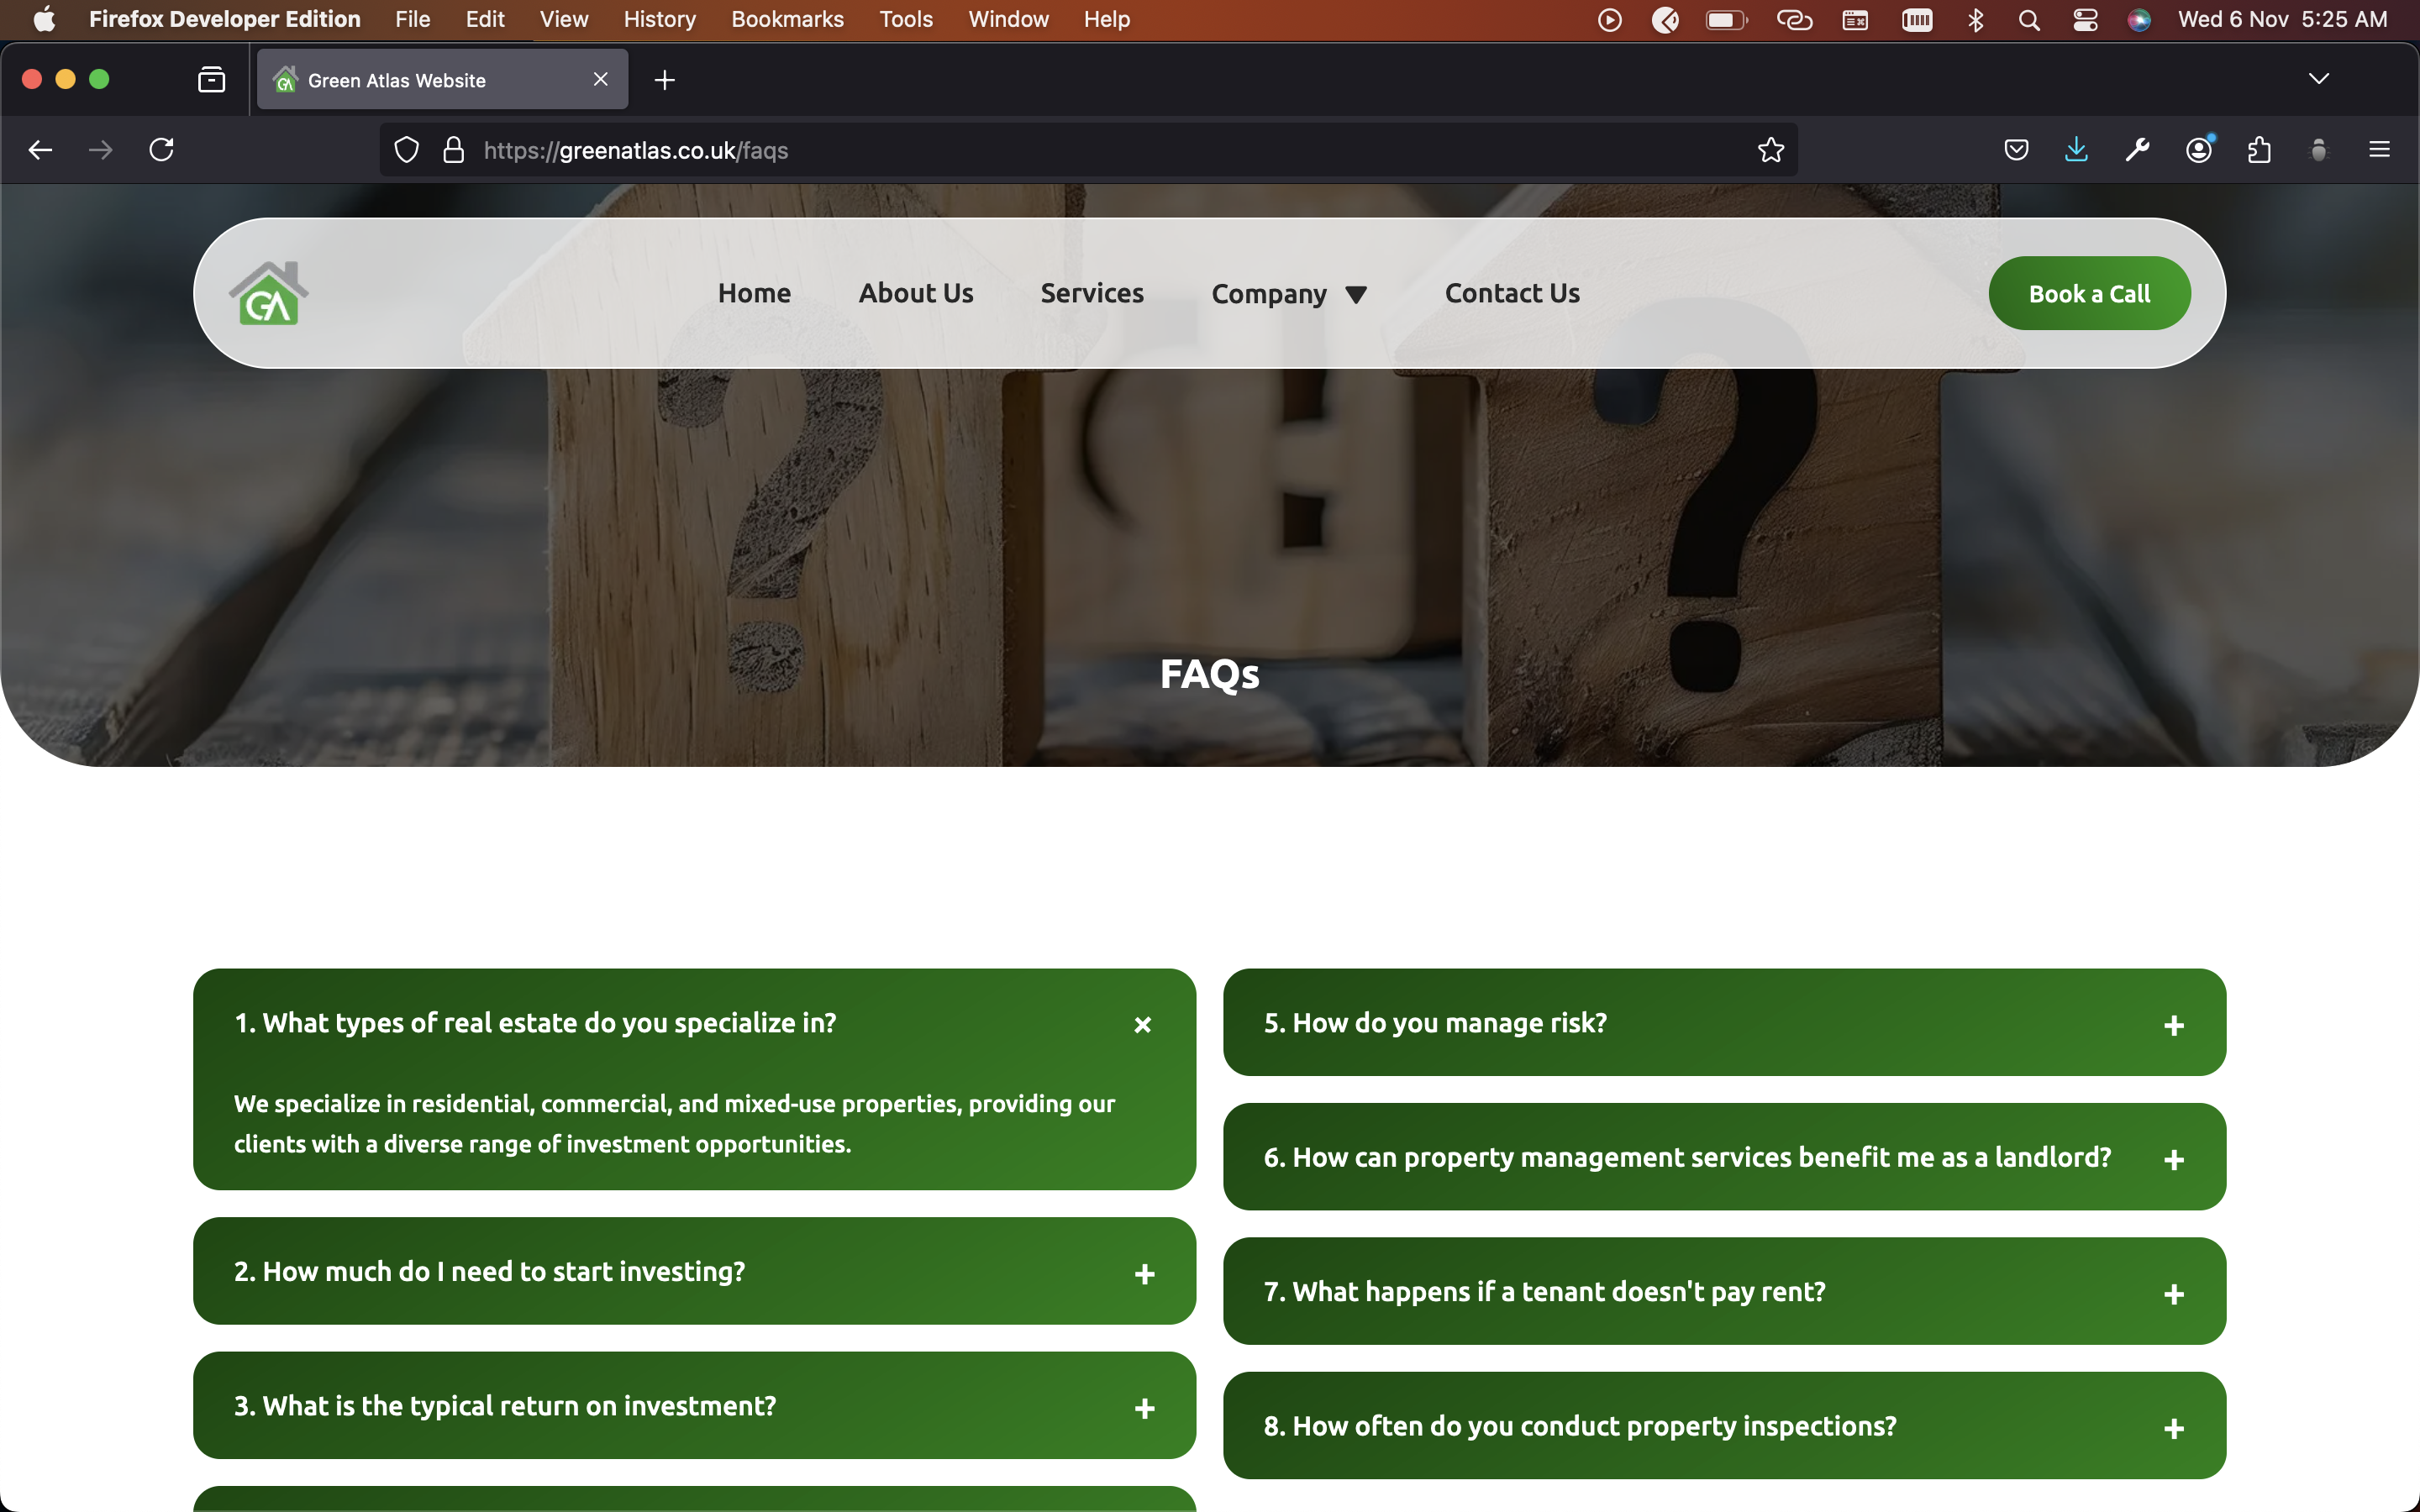 Firefox Developer Edition File Edit View History Bookmarks Tools Window Help Wed 6 Nov 5:25 AM
Green Atlas Website
https://greenatlas.co.uk/faqs
GA Home About Us Services Company Contact Us Book a Call
FAQs
1. What types of real estate do you specialize in?
We specialize in residential, commercial, and mixed-use properties, providing our
clients with a diverse range of investment opportunities.
2. How much do I need to start investing?
3. What is the typical return on investment?
5. How do you manage risk?
6. How can property management services benefit me as a landlord?
7. What happens if a tenant doesn't pay rent?
8. How often do you conduct property inspections?